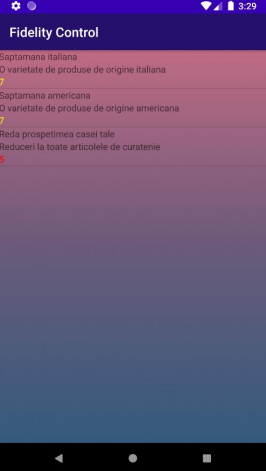 3:29
Fidelity Control
Saptamana italiana
O varietate de produse de origine italiana
7
Saptamana americana
O varietate de produse de origine americana
7
Reda prospetimea casei tale
Reduceri la toate articolele de curatenie
5